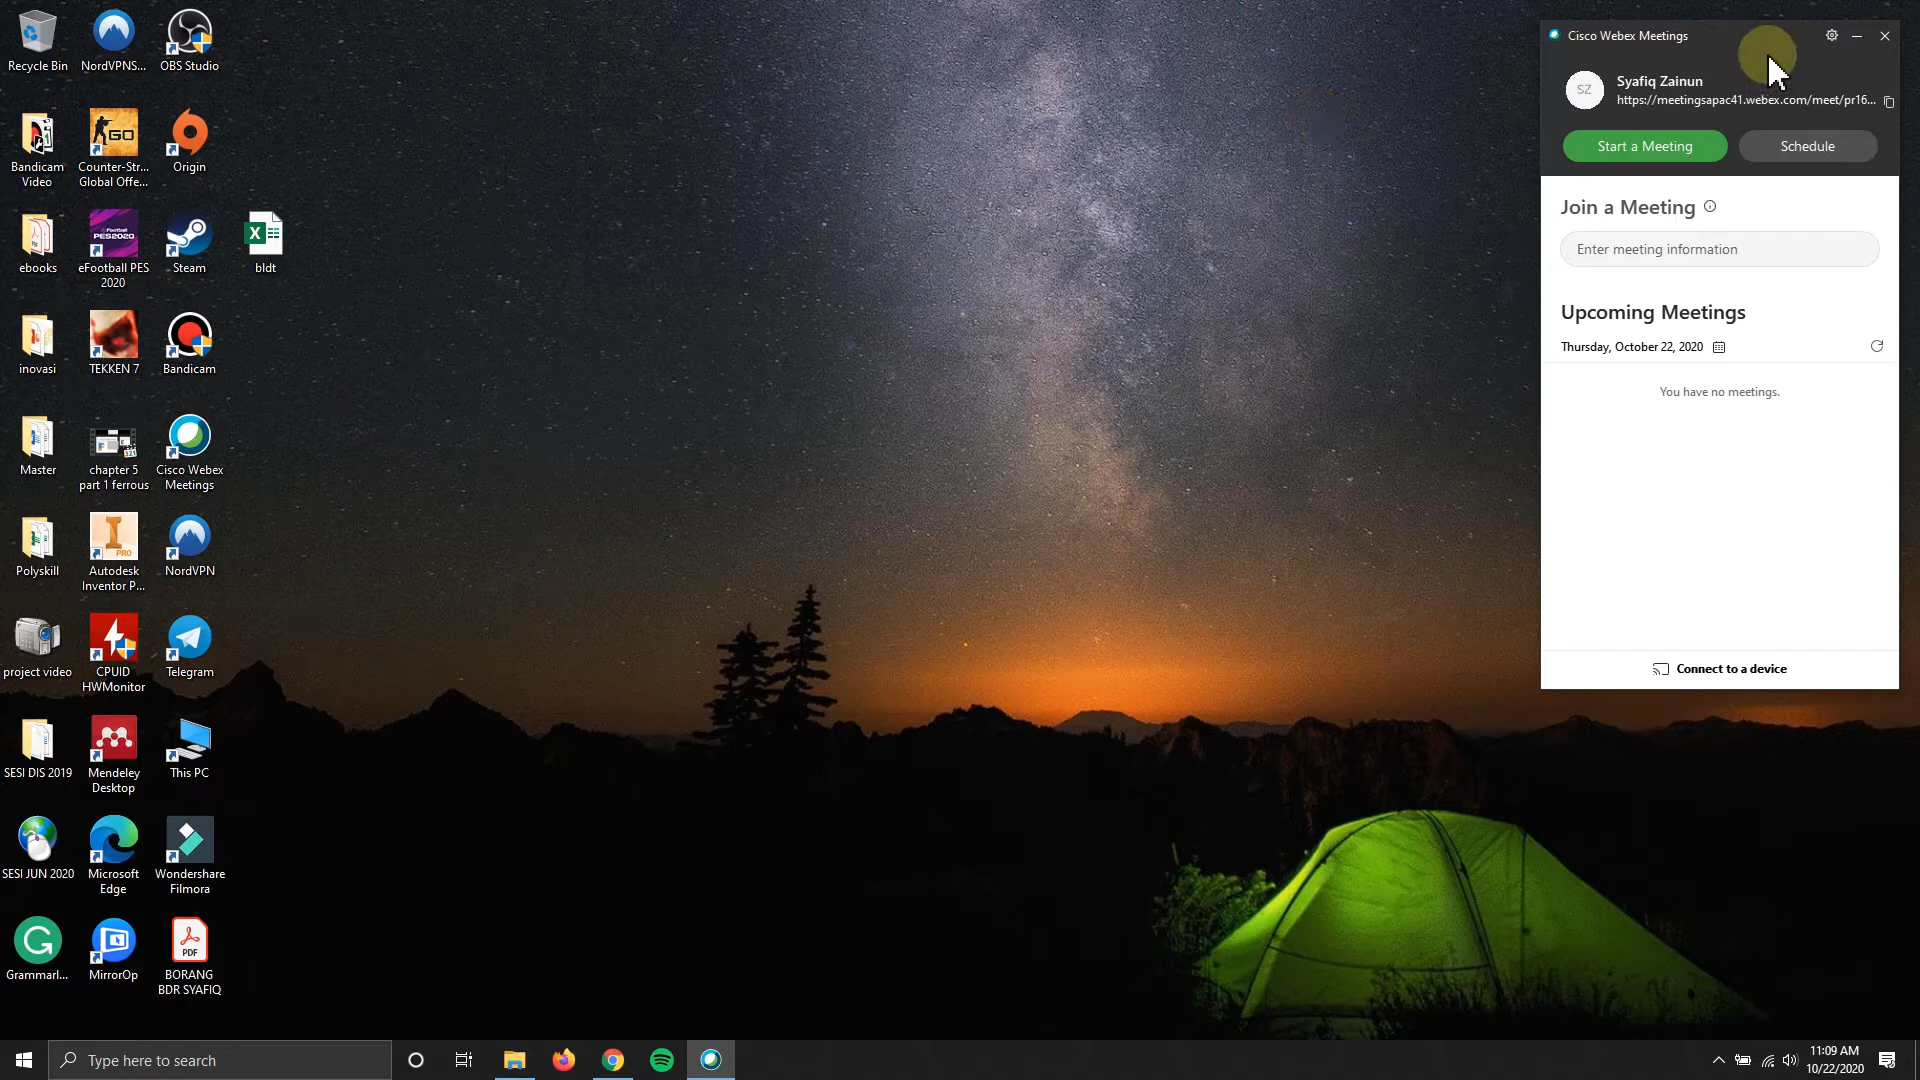 Recycle Bin
NordVPNS...
OBS Studio
Bandicam
Video
GO
Counter-Str...
Global Offe...
Origin
ebooks
PES2020
eFootball PES
2020
Steam
X
bldt
inovasi
TEKKEN 7
Bandicam
Master
chapter 5
part 1 ferrous
Cisco Webex
Meetings
Polyskill
PRO
Autodesk
Inventor P...
NordVPN
project video
CPUID
HWMonitor
Telegram
SESI DIS 2019
Mendeley
Desktop
This PC
SESI JUN 2020
Microsoft
Edge
Wondershare
Filmora
Grammarl...
MirrorOp
PDF
BORANG
BDR SYAFIQ
Cisco Webex Meetings
SZ
Syafiq Zainun
https://meetingsapac41.webex.com/meet/pr16...
Start a Meeting
Schedule
Join a Meeting
Enter meeting information
Upcoming Meetings
Thursday, October 22, 2020
You have no meetings.
Connect to a device
Type here to search
11:09 AM
10/22/2020